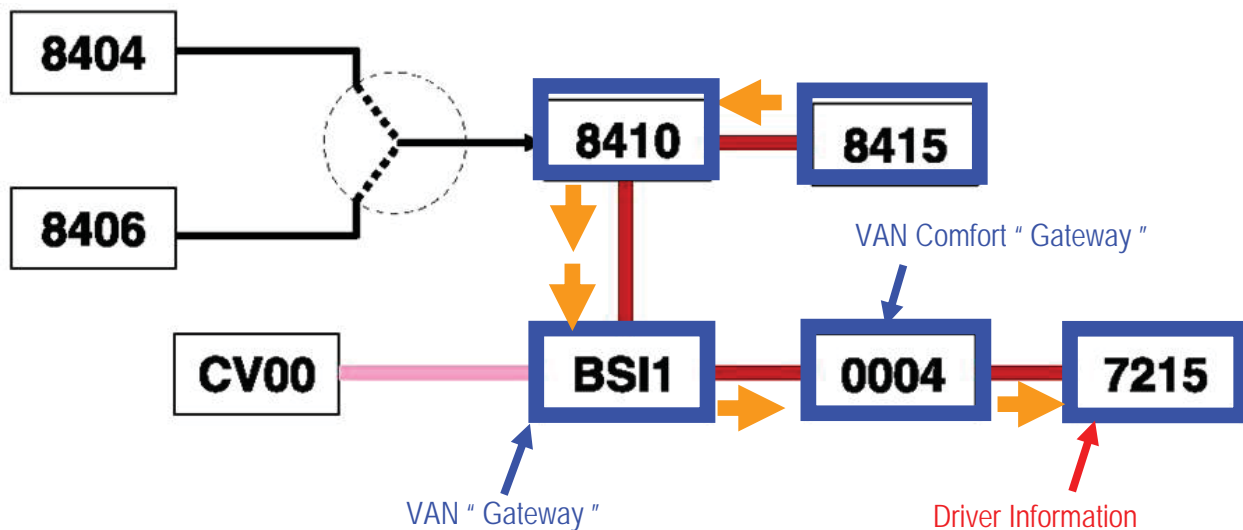 8404
8410
8415
8406
VAN Comfort “ Gateway ”
CV00
BSI1
0004
7215
VAN “ Gateway ”
Driver Information